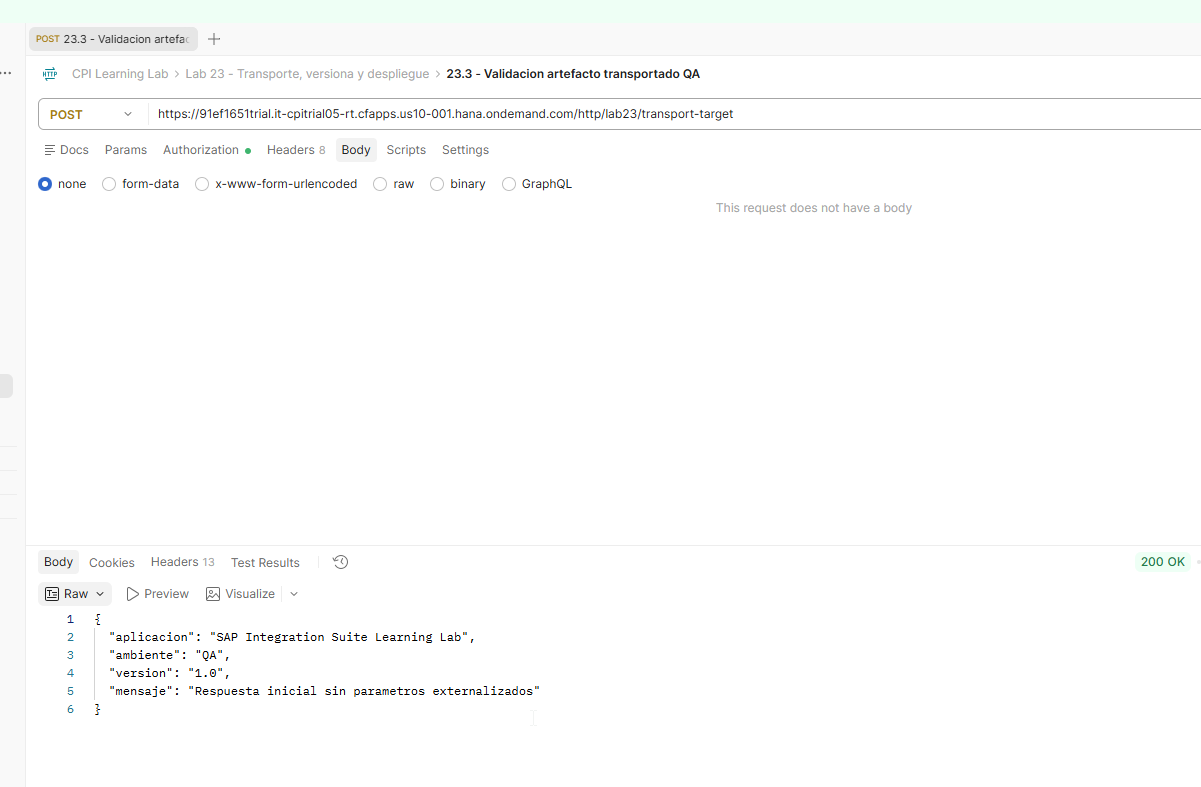 POST 23.3 - Validacion artefac
CPI Learning Lab > Lab 23 - Transporte, versiona y despliegue > 23.3 - Validacion artefacto transportado QA
POST https://91ef1651trial.it-cpitrial05-rt.cfapps.us10-001.hana.ondemand.com/http/lab23/transport-target
Docs Params Authorization Headers 8 Body Scripts Settings
none form-data x-www-form-urlencoded raw binary GraphQL
This request does not have a body
Body Cookies Headers 13 Test Results 200 OK
Raw Preview Visualize
1 {
2 "aplicacion": "SAP Integration Suite Learning Lab",
3 "ambiente": "QA",
4 "version": "1.0",
5 "mensaje": "Respuesta inicial sin parametros externalizados"
6 }